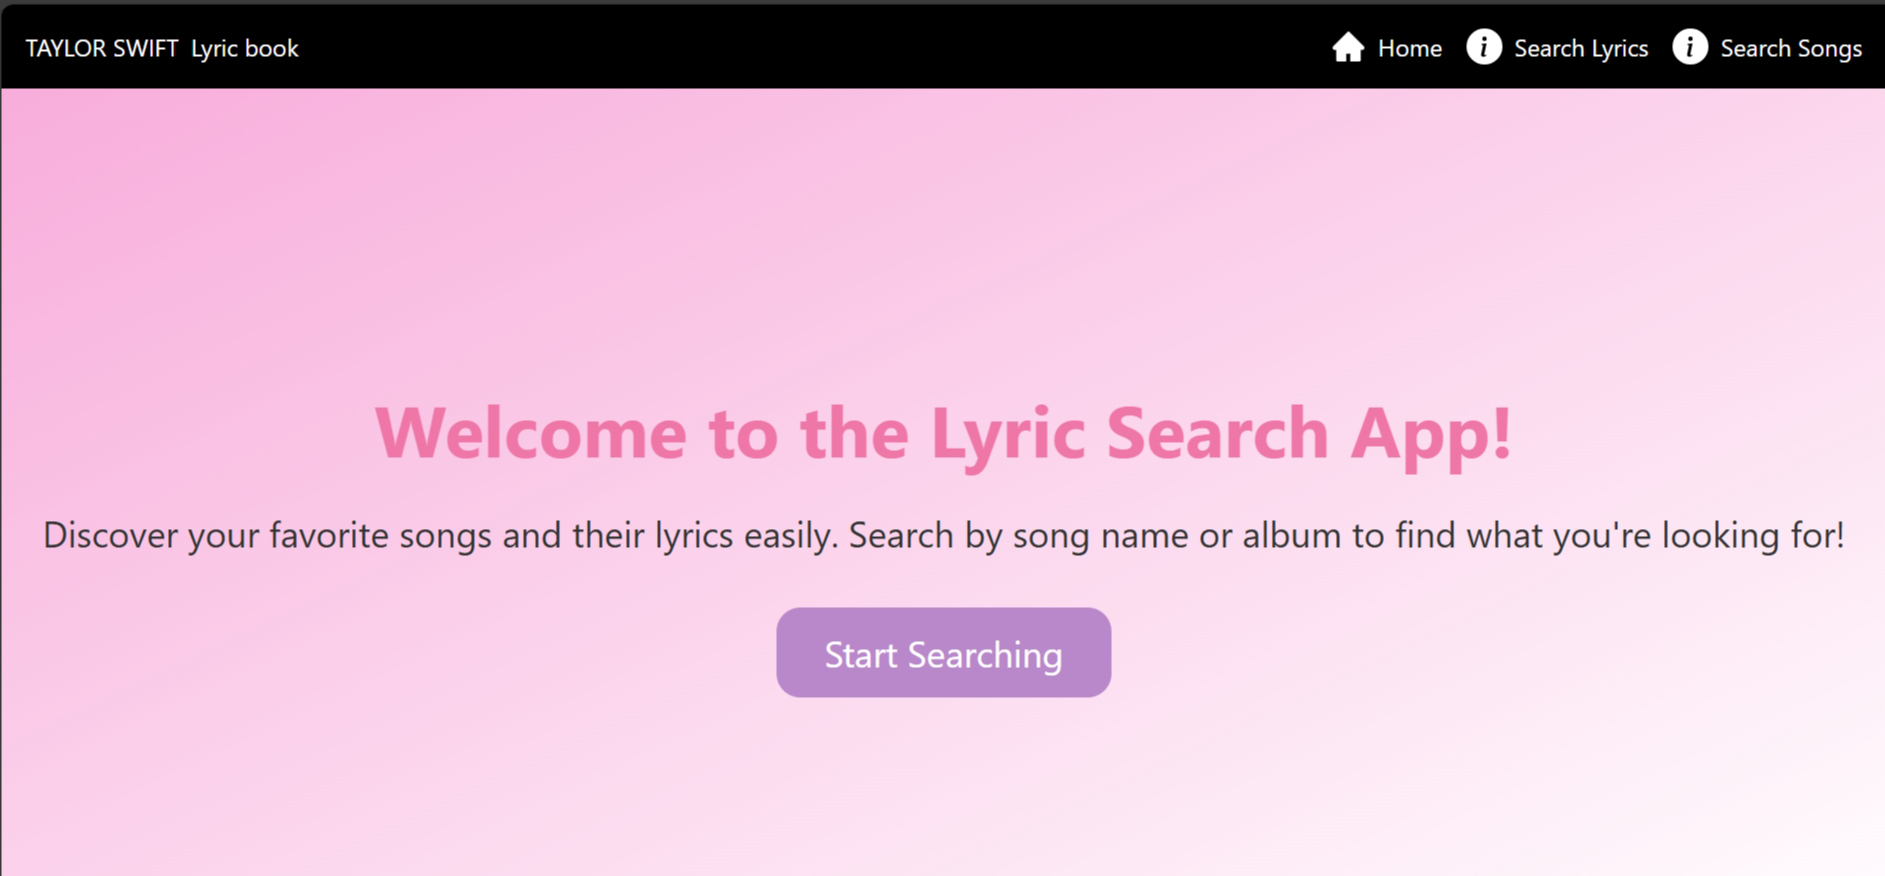 TAYLOR SWIFT Lyric book
Home
Search Lyrics
Search Songs
Welcome to the Lyric Search App!
Discover your favorite songs and their lyrics easily. Search by song name or album to find what you're looking for!
Start Searching